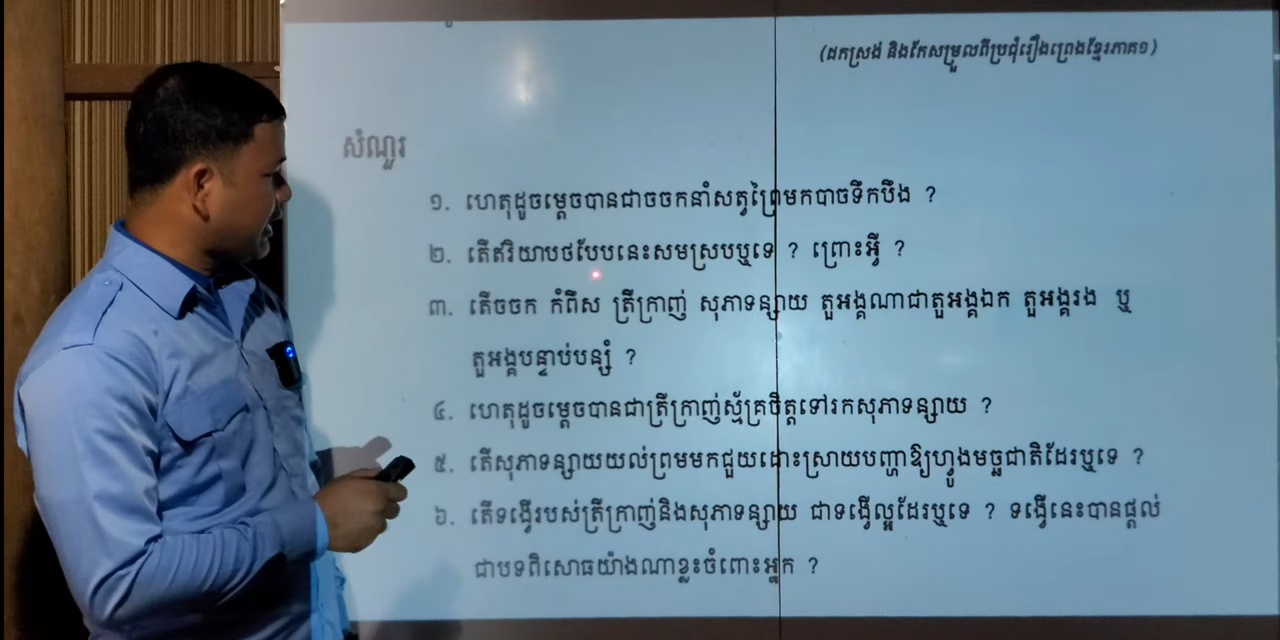 (ដកស្រង់ និងកែសម្រួលពីប្រជុំរឿងព្រេងខ្មែរភាគ១)
សំណួរ
១. ហេតុដូចម្ដេចបានជាចចកនាំសត្វព្រៃមកបាចទឹកបឹង ?
២. តើឥរិយាបថបែបនេះសមស្របឬទេ ? ព្រោះអ្វី ?
៣. តើចចក កំពឹស ត្រីក្រាញ់ សុភាទន្សាយ តួអង្គណាជាតួអង្គឯក តួអង្គរង ឬ
តួអង្គបន្ទាប់បន្សំ ?
៤. ហេតុដូចម្ដេចបានជាត្រីក្រាញ់ស្ម័គ្រចិត្តទៅរកសុភាទន្សាយ ?
៥. តើសុភាទន្សាយយល់ព្រមមកជួយដោះស្រាយបញ្ហាឱ្យហ្វូងមច្ឆជាតិដែរឬទេ ?
៦. តើទង្វើរបស់ត្រីក្រាញ់និងសុភាទន្សាយ ជាទង្វើល្អដែរឬទេ ? ទង្វើនេះបានផ្ដល់
ជាបទពិសោធយ៉ាងណាខ្លះចំពោះអ្នក ?